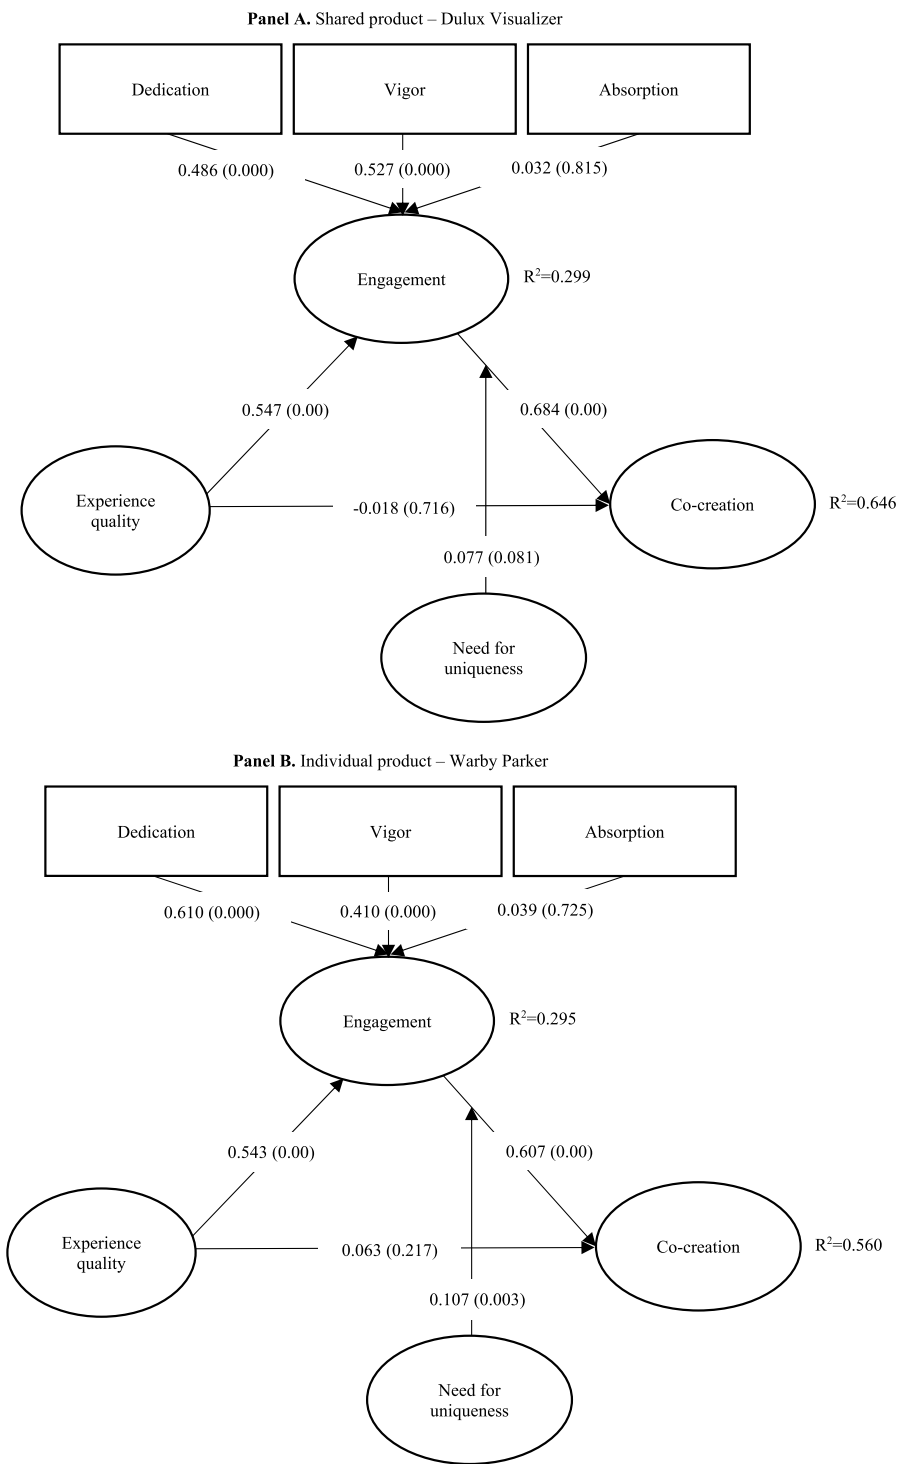 Panel A. Shared product – Dulux Visualizer
Dedication
Vigor
Absorption
0.486 (0.000)
0.527 (0.000)
0.032 (0.815)
Engagement
R²=0.299
0.547 (0.00)
0.684 (0.00)
Experience
quality
-0.018 (0.716)
Co-creation
R²=0.646
0.077 (0.081)
Need for
uniqueness
Panel B. Individual product – Warby Parker
Dedication
Vigor
Absorption
0.610 (0.000)
0.410 (0.000)
0.039 (0.725)
Engagement
R²=0.295
0.543 (0.00)
0.607 (0.00)
Experience
quality
0.063 (0.217)
Co-creation
R²=0.560
0.107 (0.003)
Need for
uniqueness